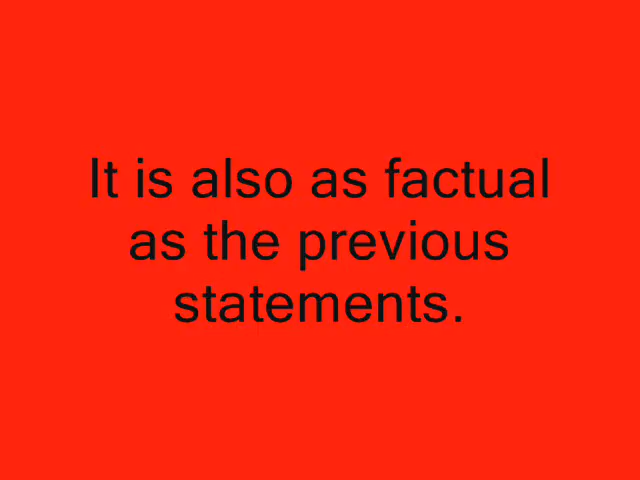 It is also as factual
as the previous
statements.